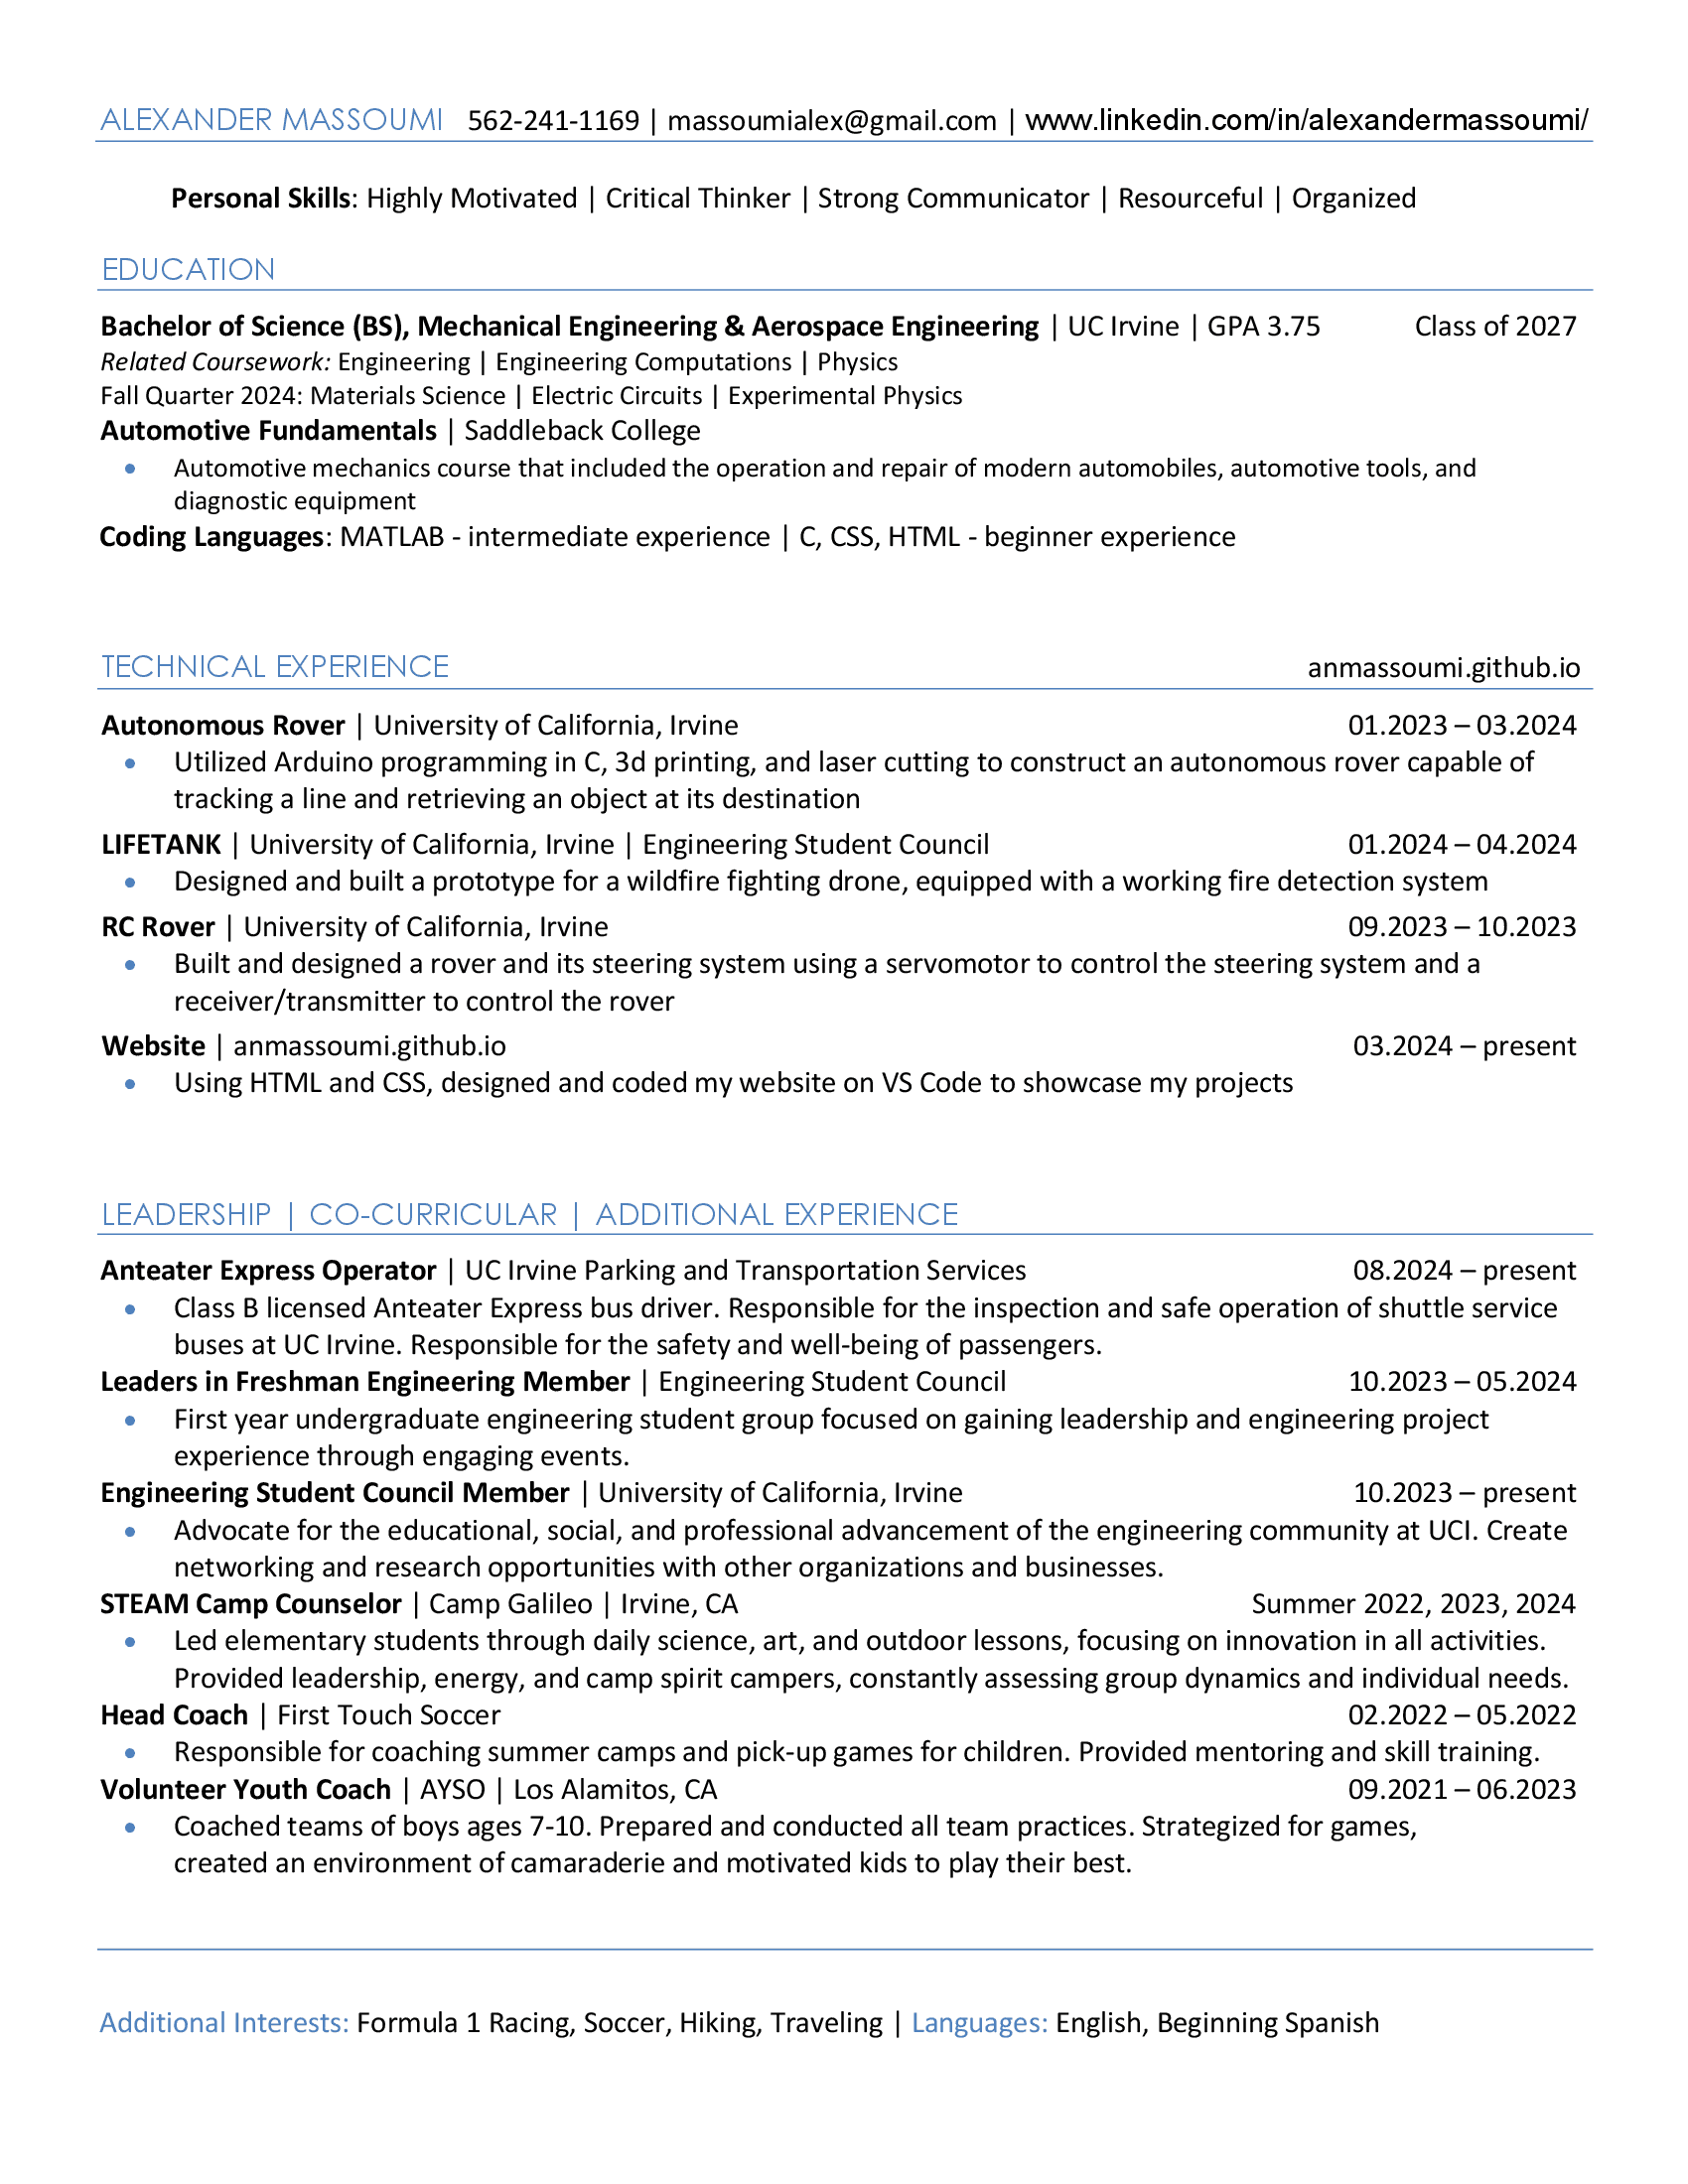 ALEXANDER MASSOUMI 562-241-1169 | massoumialex@gmail.com | www.linkedin.com/in/alexandermassoumi/
Personal Skills: Highly Motivated | Critical Thinker | Strong Communicator | Resourceful | Organized
EDUCATION
Bachelor of Science (BS), Mechanical Engineering & Aerospace Engineering | UC Irvine | GPA 3.75 Class of 2027
Related Coursework: Engineering | Engineering Computations | Physics
Fall Quarter 2024: Materials Science | Electric Circuits | Experimental Physics
Automotive Fundamentals | Saddleback College
• Automotive mechanics course that included the operation and repair of modern automobiles, automotive tools, and
diagnostic equipment
Coding Languages: MATLAB - intermediate experience | C, CSS, HTML - beginner experience
TECHNICAL EXPERIENCE anmassoumi.github.io
Autonomous Rover | University of California, Irvine 01.2023 – 03.2024
• Utilized Arduino programming in C, 3d printing, and laser cutting to construct an autonomous rover capable of
tracking a line and retrieving an object at its destination
LIFETANK | University of California, Irvine | Engineering Student Council 01.2024 – 04.2024
• Designed and built a prototype for a wildfire fighting drone, equipped with a working fire detection system
RC Rover | University of California, Irvine 09.2023 – 10.2023
• Built and designed a rover and its steering system using a servomotor to control the steering system and a
receiver/transmitter to control the rover
Website | anmassoumi.github.io 03.2024 – present
• Using HTML and CSS, designed and coded my website on VS Code to showcase my projects
LEADERSHIP | CO-CURRICULAR | ADDITIONAL EXPERIENCE
Anteater Express Operator | UC Irvine Parking and Transportation Services 08.2024 – present
• Class B licensed Anteater Express bus driver. Responsible for the inspection and safe operation of shuttle service
buses at UC Irvine. Responsible for the safety and well-being of passengers.
Leaders in Freshman Engineering Member | Engineering Student Council 10.2023 – 05.2024
• First year undergraduate engineering student group focused on gaining leadership and engineering project
experience through engaging events.
Engineering Student Council Member | University of California, Irvine 10.2023 – present
• Advocate for the educational, social, and professional advancement of the engineering community at UCI. Create
networking and research opportunities with other organizations and businesses.
STEAM Camp Counselor | Camp Galileo | Irvine, CA Summer 2022, 2023, 2024
• Led elementary students through daily science, art, and outdoor lessons, focusing on innovation in all activities.
Provided leadership, energy, and camp spirit campers, constantly assessing group dynamics and individual needs.
Head Coach | First Touch Soccer 02.2022 – 05.2022
• Responsible for coaching summer camps and pick-up games for children. Provided mentoring and skill training.
Volunteer Youth Coach | AYSO | Los Alamitos, CA 09.2021 – 06.2023
• Coached teams of boys ages 7-10. Prepared and conducted all team practices. Strategized for games,
created an environment of camaraderie and motivated kids to play their best.
Additional Interests: Formula 1 Racing, Soccer, Hiking, Traveling | Languages: English, Beginning Spanish